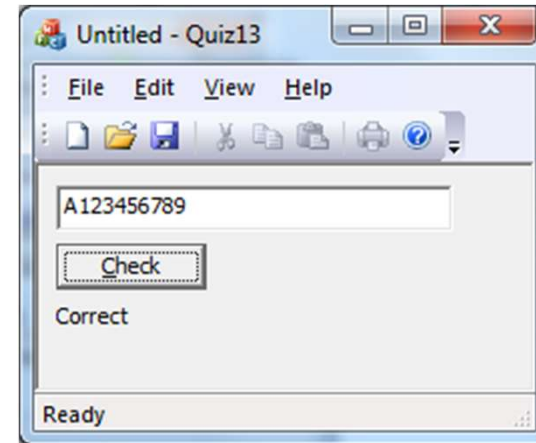 Untitled - Quiz13
File Edit View Help
A123456789
Check
Correct
Ready